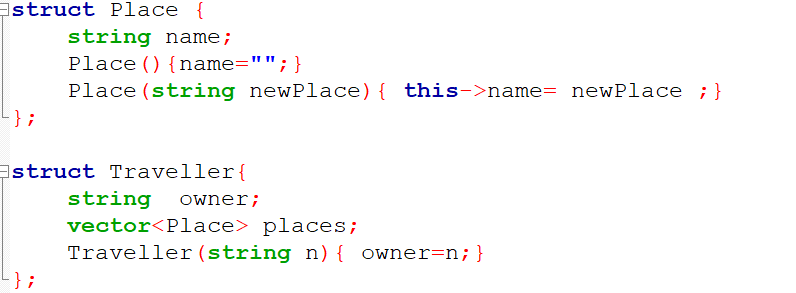 struct Place {
    string name;
    Place(){name="";}
    Place(string newPlace){ this->name= newPlace ;}
};

struct Traveller{
    string  owner;
    vector<Place> places;
    Traveller(string n){ owner=n;}
};